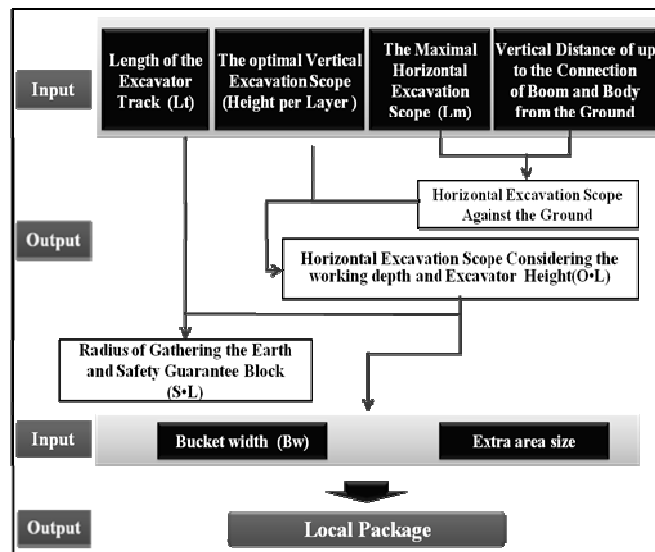 Input
Length of the
Excavator
Track (Lt)
The optimal Vertical
Excavation Scope
(Height per Layer )
The Maximal
Horizontal
Excavation
Scope (Lm)
Vertical Distance of up
to the Connection
of Boom and Body
from the Ground
Output
Horizontal Excavation Scope
Against the Ground
Horizontal Excavation Scope Considering the
working depth and Excavator Height(O•L)
Radius of Gathering the Earth
and Safety Guarantee Block
(S•L)
Input
Bucket width (Bw)
Extra area size
Output
Local Package